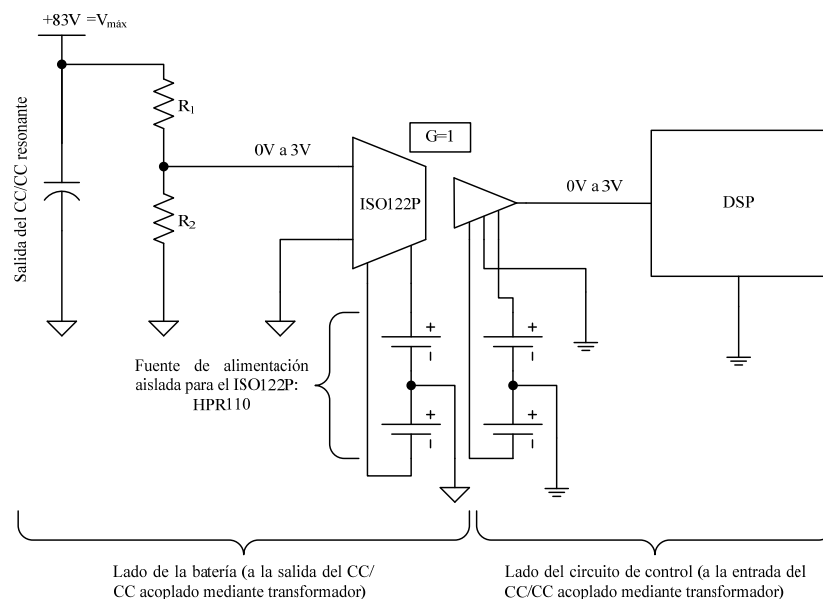 +83V =Vmáx
Salida del CC/CC resonante
R1
R2
0V a 3V
G=1
ISO122P
0V a 3V
DSP
Fuente de alimentación
aislada para el ISO122P:
HPR110
+
-
+
-
+
-
+
-
Lado de la batería (a la salida del CC/
CC acoplado mediante transformador)
Lado del circuito de control (a la entrada del
CC/CC acoplado mediante transformador)